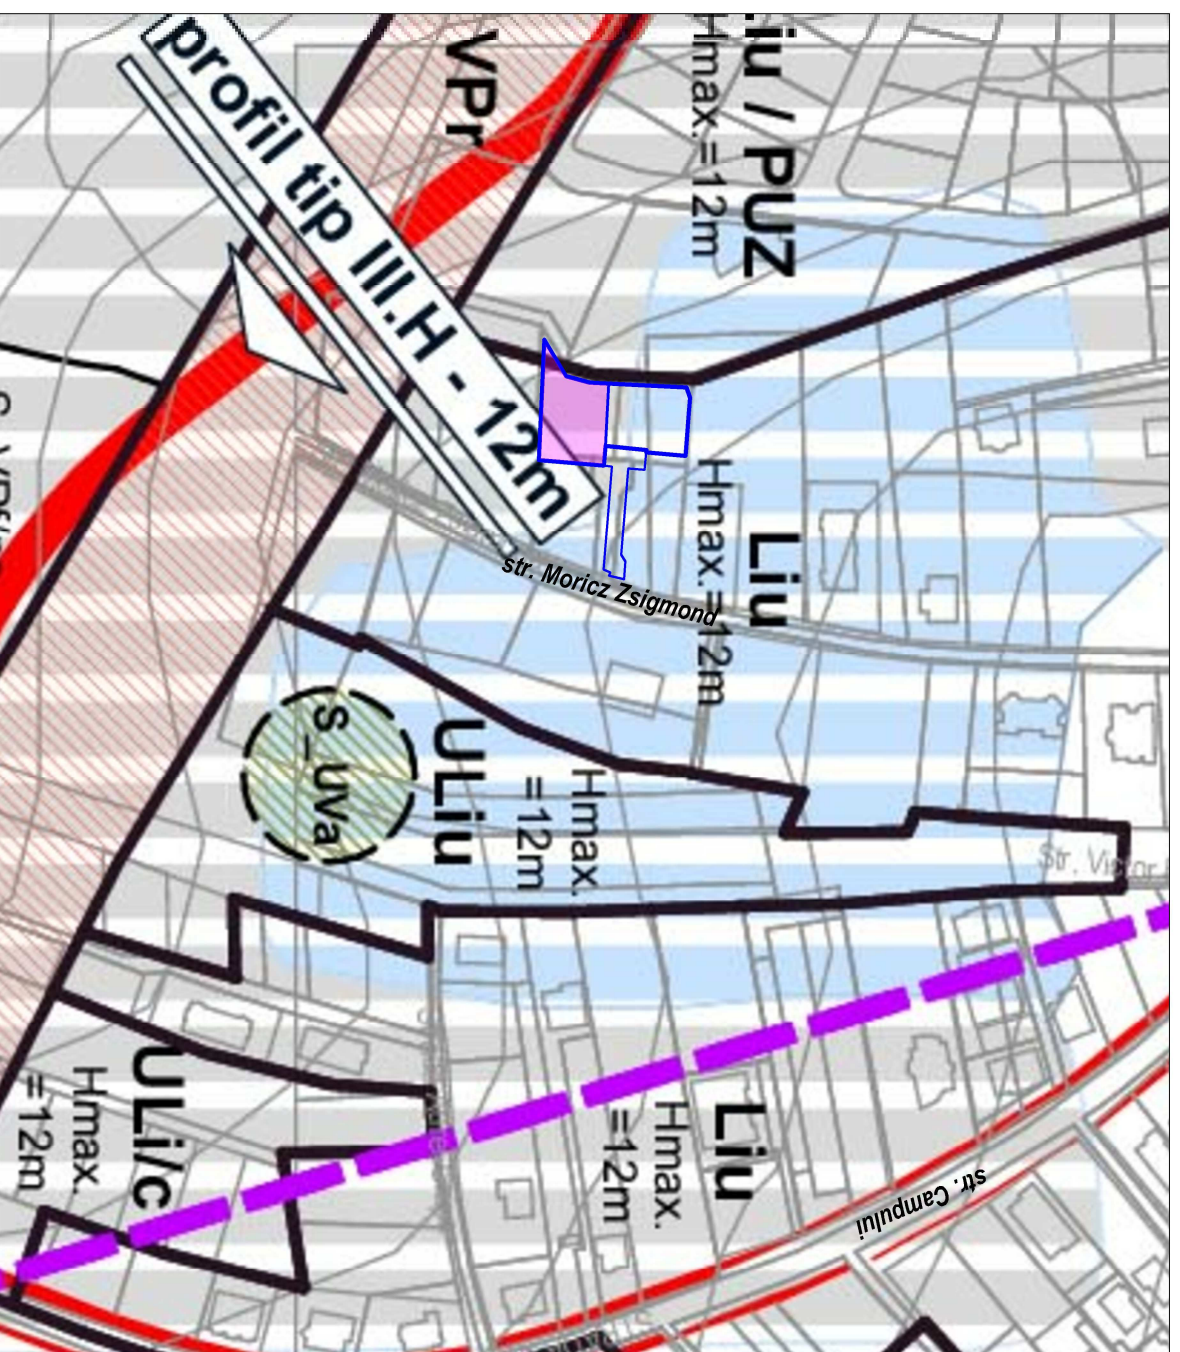 profil tip III.H - 12m
VPr
Liu / PUZ
Hmax.=12m
Liu
Hmax.=12m
str. Moricz Zsigmond
S_Uva
ULiu
Hmax.
=12m
Str. Victor
ULi/c
Hmax.
=12m
Liu
Hmax.
=12m
str. Campului